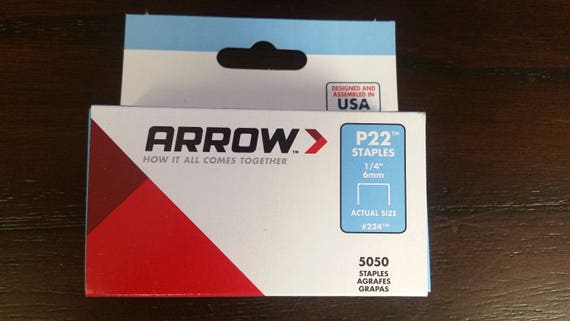 DESIGNED AND
ASSEMBLED IN
USA
ARROW™
HOW IT ALL COMES TOGETHER
P22™
STAPLES
1/4"
6mm
ACTUAL SIZE
#224™
5050
STAPLES
AGRAFES
GRAPAS